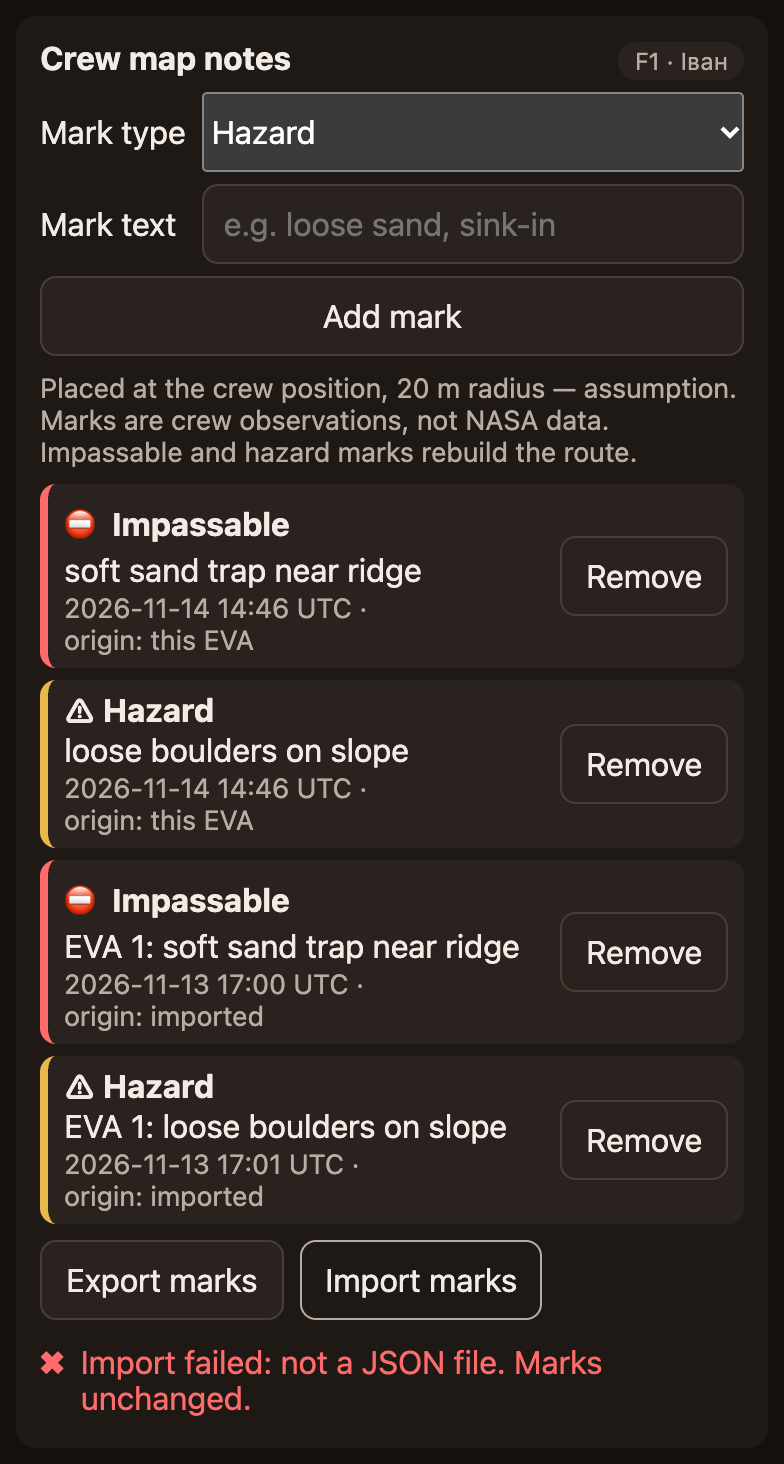 Crew map notes
F1 · Іван
Mark type
Hazard
Mark text
e.g. loose sand, sink-in
Add mark
Placed at the crew position, 20 m radius — assumption.
Marks are crew observations, not NASA data.
Impassable and hazard marks rebuild the route.
⛔ Impassable
soft sand trap near ridge
2026-11-14 14:46 UTC ·
origin: this EVA
Remove
⚠ Hazard
loose boulders on slope
2026-11-14 14:46 UTC ·
origin: this EVA
Remove
⛔ Impassable
EVA 1: soft sand trap near ridge
2026-11-13 17:00 UTC ·
origin: imported
Remove
⚠ Hazard
EVA 1: loose boulders on slope
2026-11-13 17:01 UTC ·
origin: imported
Remove
Export marks
Import marks
✖ Import failed: not a JSON file. Marks
unchanged.